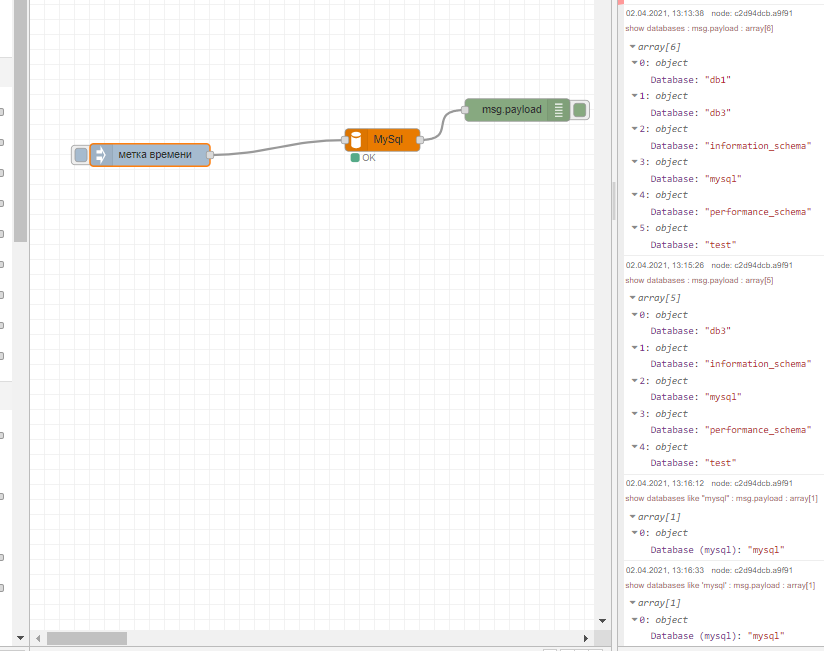 msg.payload
MySql
OK
метка времени
02.04.2021, 13:13:38 node: c2d94dcb.a9f91
show databases : msg.payload : array[6]
array[6]
0: object
Database: "db1"
1: object
Database: "db3"
2: object
Database: "information_schema"
3: object
Database: "mysql"
4: object
Database: "performance_schema"
5: object
Database: "test"
02.04.2021, 13:15:26 node: c2d94dcb.a9f91
show databases : msg.payload : array[5]
array[5]
0: object
Database: "db3"
1: object
Database: "information_schema"
2: object
Database: "mysql"
3: object
Database: "performance_schema"
4: object
Database: "test"
02.04.2021, 13:16:12 node: c2d94dcb.a9f91
show databases like "mysql" : msg.payload : array[1]
array[1]
0: object
Database (mysql): "mysql"
02.04.2021, 13:16:33 node: c2d94dcb.a9f91
show databases like 'mysql' : msg.payload : array[1]
array[1]
0: object
Database (mysql): "mysql"